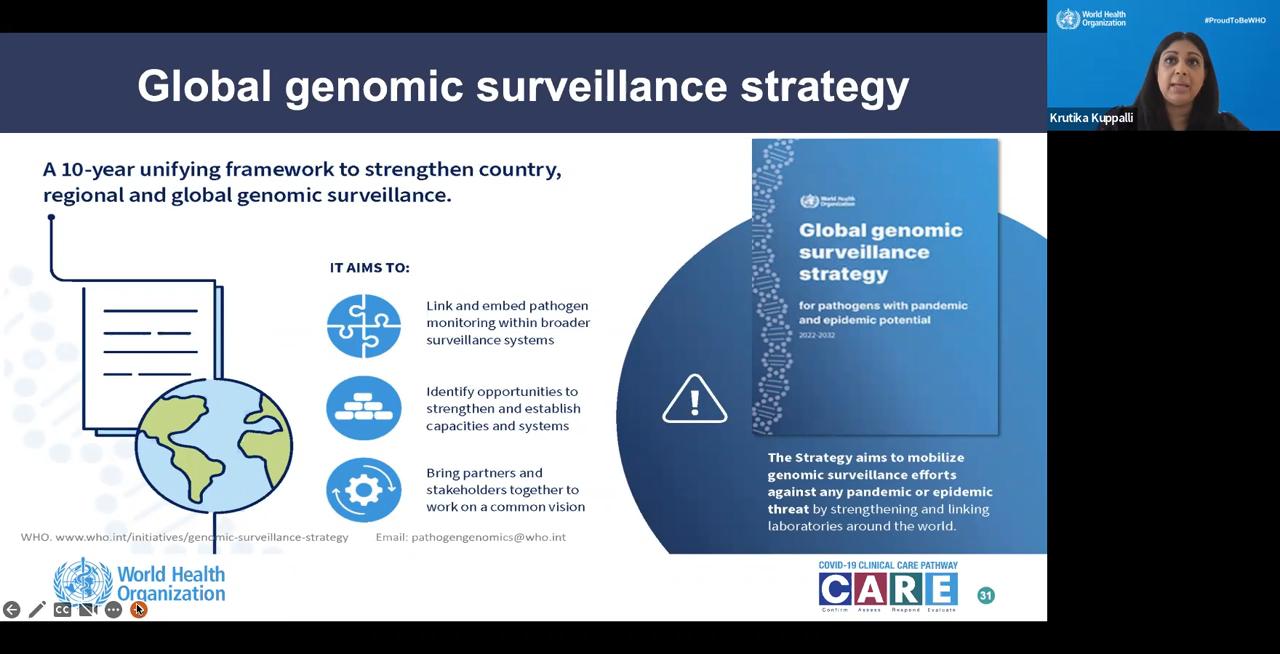 Global genomic surveillance strategy
World Health
Organization
#ProudToBeWHO
Krutika Kuppalli
A 10-year unifying framework to strengthen country,
regional and global genomic surveillance.
IT AIMS TO:
Link and embed pathogen
monitoring within broader
surveillance systems
Identify opportunities to
strengthen and establish
capacities and systems
Bring partners and
stakeholders together to
work on a common vision
World Health
Organization
Global genomic
surveillance
strategy
for pathogens with pandemic
and epidemic potential
2022-2032
The Strategy aims to mobilize
genomic surveillance efforts
against any pandemic or epidemic
threat by strengthening and linking
laboratories around the world.
WHO. www.who.int/initiatives/genomic-surveillance-strategy Email: pathogengenomics@who.int
World Health
Organization
CC
COVID-19 CLINICAL CARE PATHWAY
CARE
Confirm Assess Respond Evaluate
31